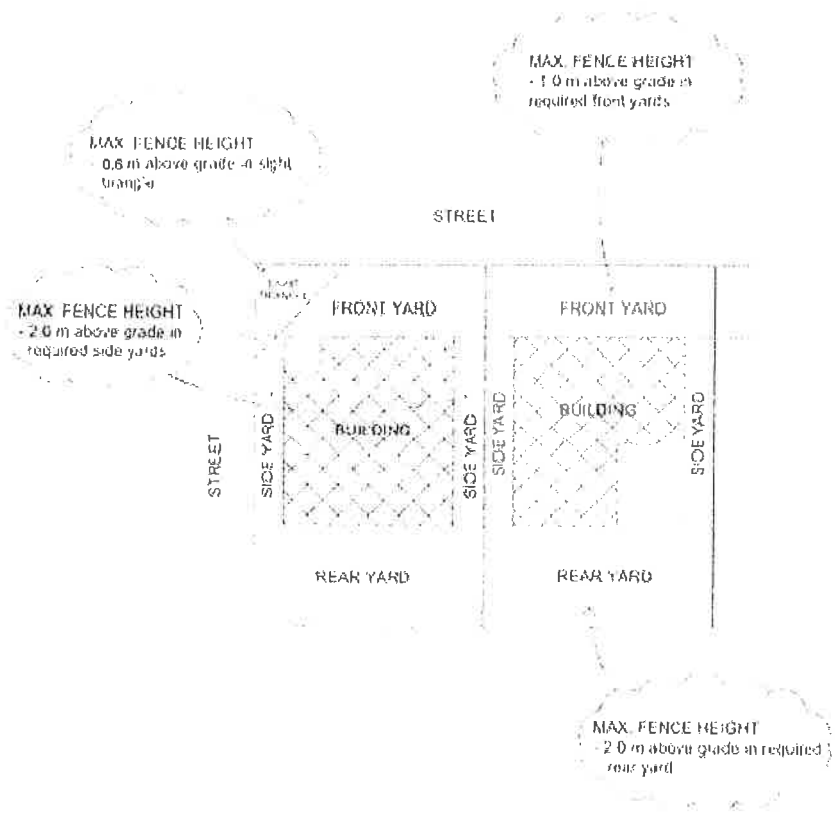 MAX. FENCE HEIGHT
- 1.0 m above grade in
required front yards
MAX. FENCE HEIGHT
- 0.6 m above grade in sight
triangle
STREET
SIGHT
TRIANGLE
MAX. FENCE HEIGHT
- 2.0 m above grade in
required side yards
FRONT YARD
FRONT YARD
BUILDING
BUILDING
STREET
SIDE YARD
SIDE YARD
SIDE YARD
SIDE YARD
REAR YARD
REAR YARD
MAX. FENCE HEIGHT
- 2.0 m above grade in required
rear yard